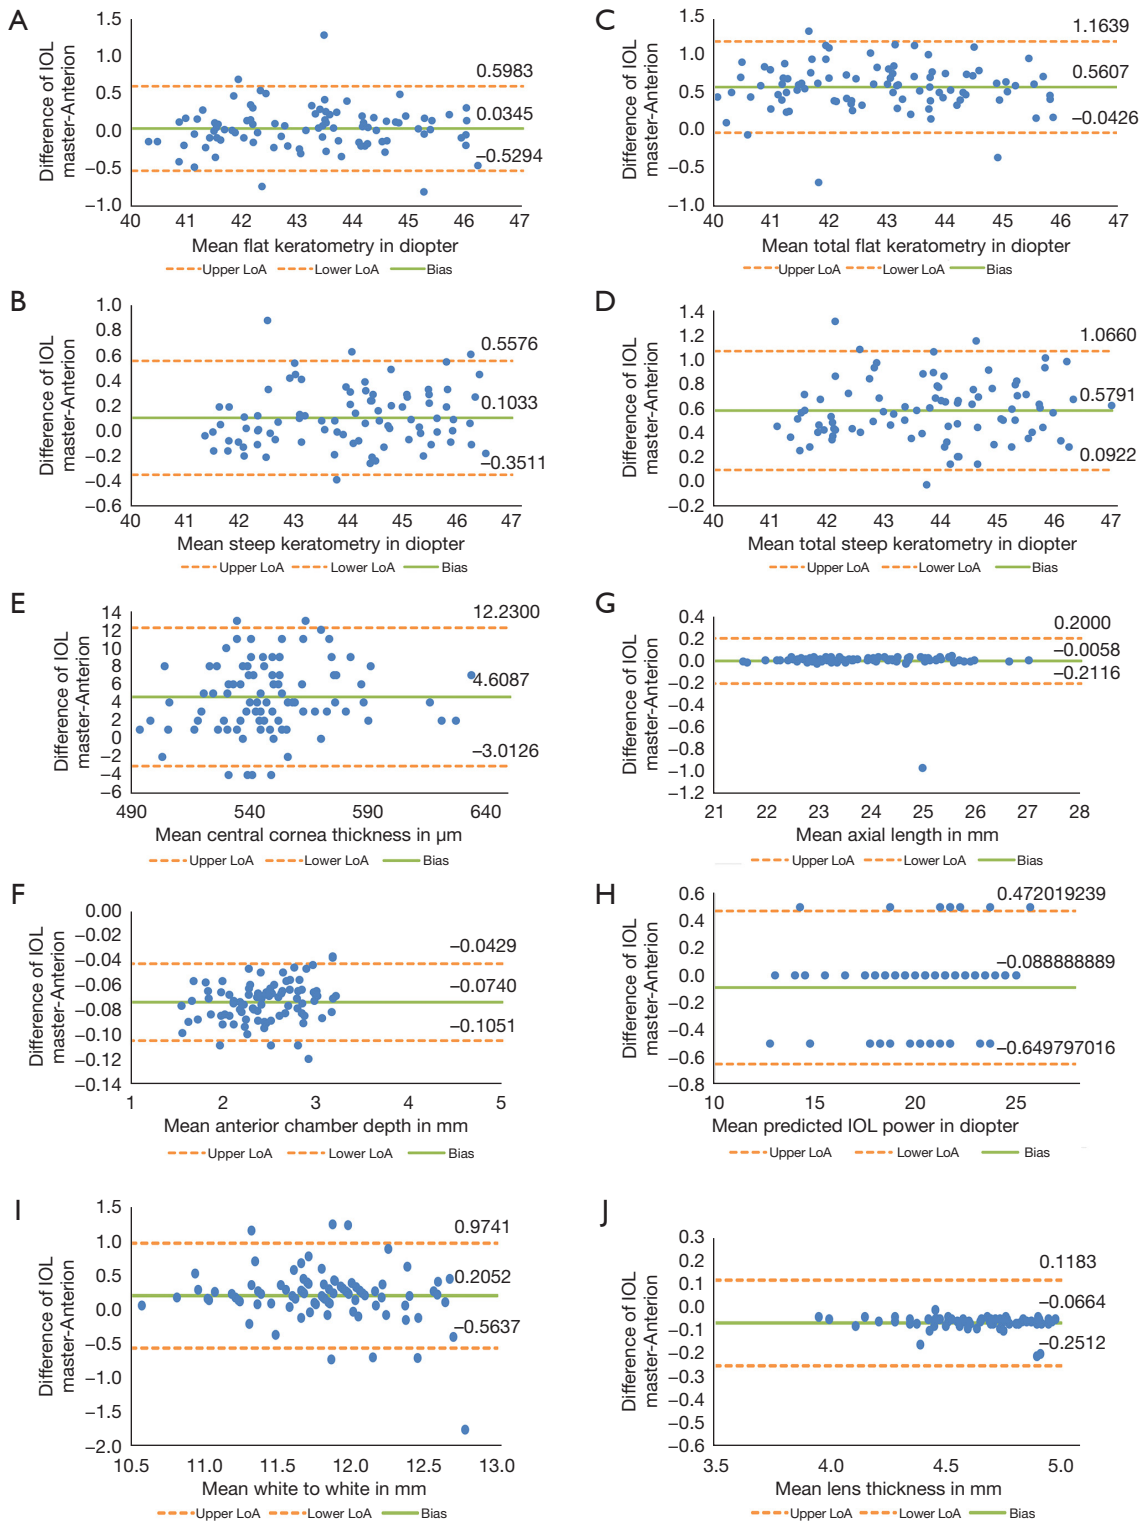 A
Difference of IOL
master-Anterion
1.5
1.0
0.5
0.0
−0.5
−1.0
0.5983
0.0345
−0.5294
40 41 42 43 44 45 46 47
Mean flat keratometry in diopter
Upper LoA Lower LoA Bias
C
Difference of IOL
master-Anterion
1.5
1.0
0.5
0.0
−0.5
−1.0
1.1639
0.5607
−0.0426
40 41 42 43 44 45 46 47
Mean total flat keratometry in diopter
Upper LoA Lower LoA Bias
B
Difference of IOL
master-Anterion
1.0
0.8
0.6
0.4
0.2
0.0
−0.2
−0.4
−0.6
0.5576
0.1033
−0.3511
40 41 42 43 44 45 46 47
Mean steep keratometry in diopter
Upper LoA Lower LoA Bias
D
Difference of IOL
master-Anterion
1.4
1.2
1.0
0.8
0.6
0.4
0.2
0.0
−0.2
1.0660
0.5791
0.0922
40 41 42 43 44 45 46 47
Mean total steep keratometry in diopter
Upper LoA Lower LoA Bias
E
Difference of IOL
master-Anterion
14
12
10
8
6
4
2
0
−2
−4
−6
12.2300
4.6087
−3.0126
490 540 590 640
Mean central cornea thickness in μm
Upper LoA Lower LoA Bias
G
Difference of IOL
master-Anterion
0.4
0.2
0.0
−0.2
−0.4
−0.6
−0.8
−1.0
−1.2
0.2000
−0.0058
−0.2116
21 22 23 24 25 26 27 28
Mean axial length in mm
Upper LoA Lower LoA Bias
F
Difference of IOL
master-Anterion
0.00
−0.02
−0.04
−0.06
−0.08
−0.10
−0.12
−0.14
−0.0429
−0.0740
−0.1051
1 2 3 4 5
Mean anterior chamber depth in mm
Upper LoA Lower LoA Bias
H
Difference of IOL
master-Anterion
0.6
0.4
0.2
0.0
−0.2
−0.4
−0.6
−0.8
0.472019239
−0.088888889
−0.649797016
10 15 20 25
Mean predicted IOL power in diopter
Upper LoA Lower LoA Bias
I
Difference of IOL
master-Anterion
1.5
1.0
0.5
0.0
−0.5
−1.0
−1.5
−2.0
0.9741
0.2052
−0.5637
10.5 11.0 11.5 12.0 12.5 13.0
Mean white to white in mm
Upper LoA Lower LoA Bias
J
Difference of IOL
master-Anterion
0.3
0.2
0.1
0.0
−0.1
−0.2
−0.3
−0.4
−0.5
−0.6
0.1183
−0.0664
−0.2512
3.5 4.0 4.5 5.0
Mean lens thickness in mm
Upper LoA Lower LoA Bias